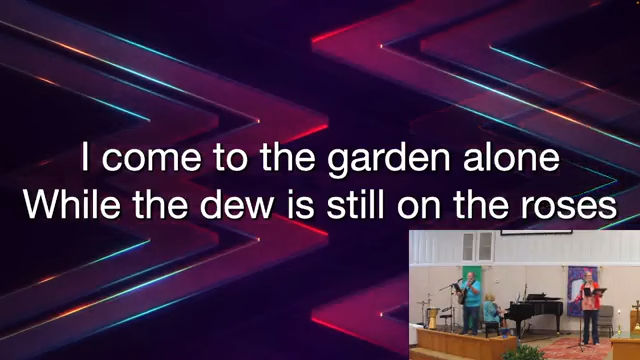 I come to the garden alone
While the dew is still on the roses